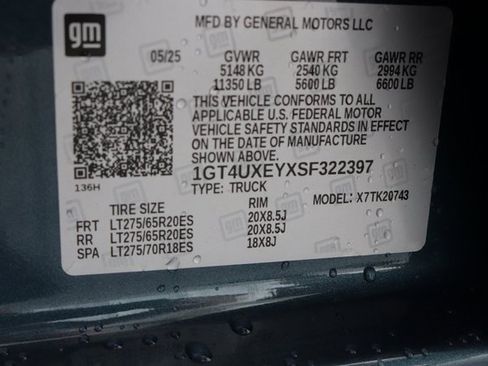 gm
MFD BY GENERAL MOTORS LLC
05/25 GVWR GAWR FRT GAWR RR
5148 KG 2540 KG 2994 KG
11350 LB 5600 LB 6600 LB
THIS VEHICLE CONFORMS TO ALL
APPLICABLE U.S. FEDERAL MOTOR
VEHICLE SAFETY STANDARDS IN EFFECT
ON THE DATE OF MANUFACTURE
SHOWN ABOVE.
1GT4UXEYXSF322397
136H
TYPE: TRUCK MODEL: X7TK20743
TIRE SIZE RIM
FRT LT275/65R20ES 20X8.5J
RR LT275/65R20ES 20X8.5J
SPA LT275/70R18ES 18X8J